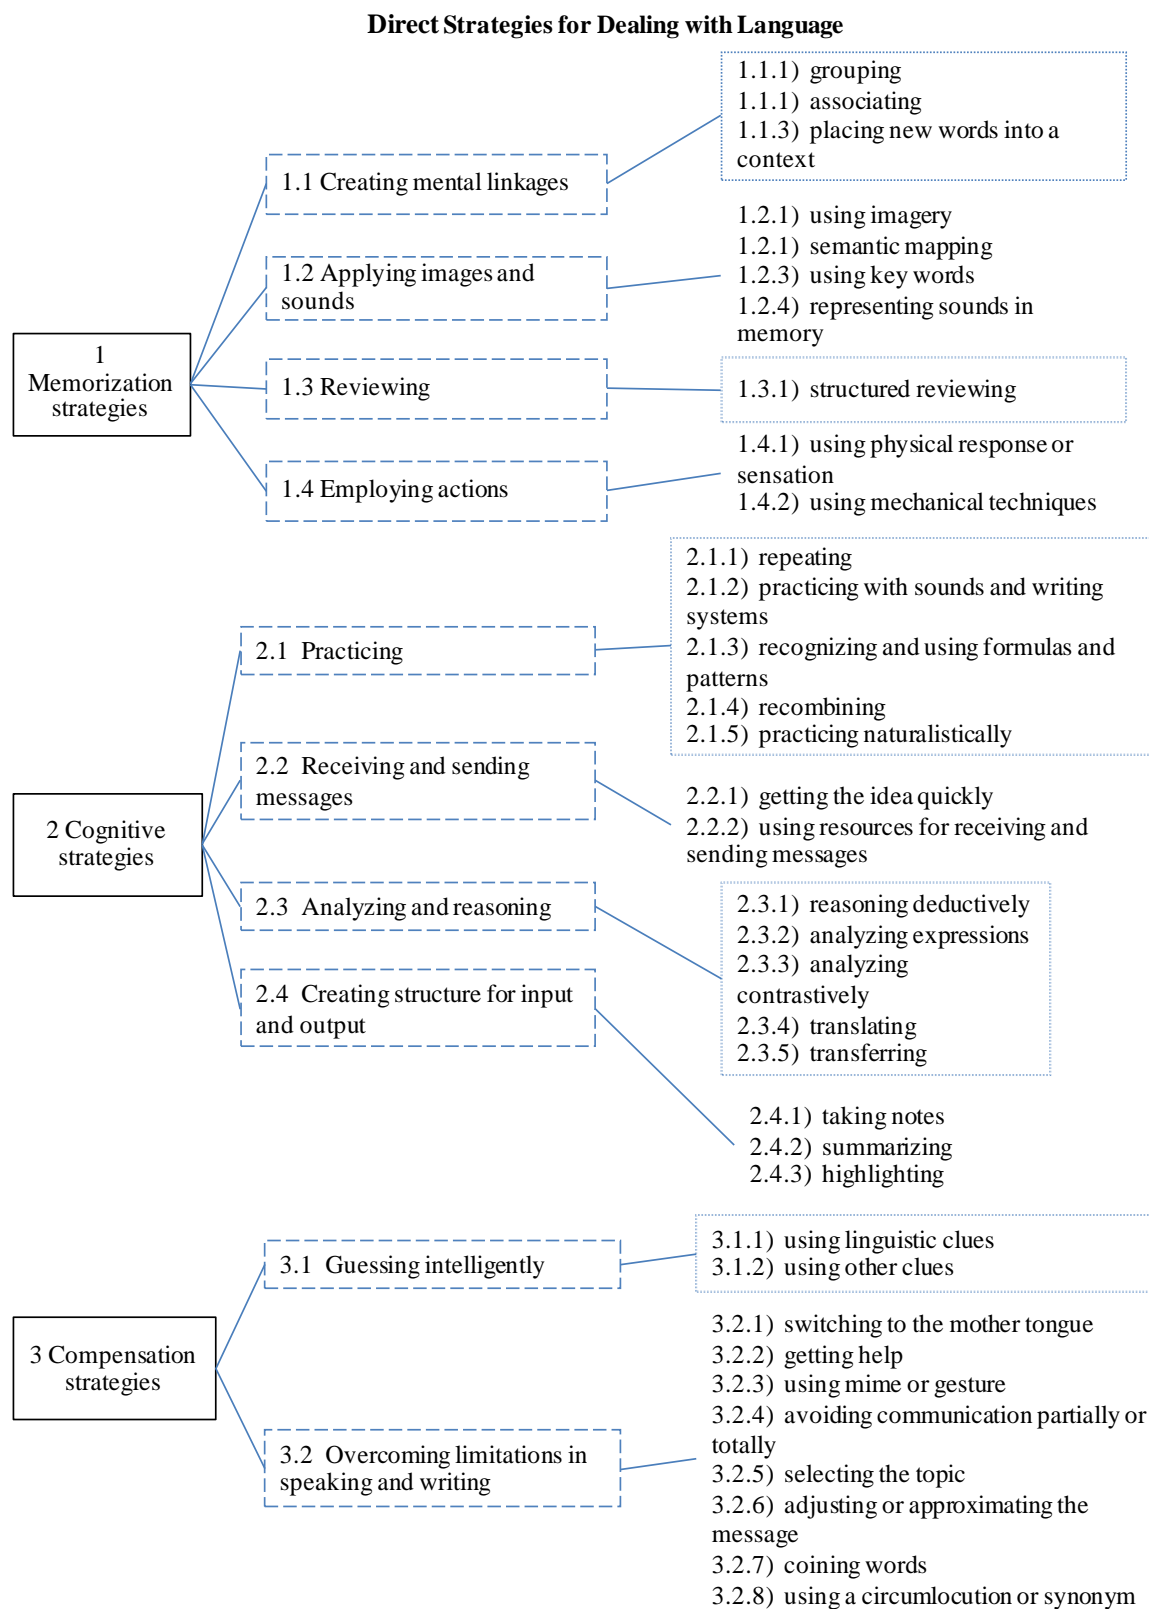 Direct Strategies for Dealing with Language
1
Memorization
strategies
1.1 Creating mental linkages
1.1.1) grouping
1.1.1) associating
1.1.3) placing new words into a
context
1.2 Applying images and
sounds
1.2.1) using imagery
1.2.1) semantic mapping
1.2.3) using key words
1.2.4) representing sounds in
memory
1.3 Reviewing
1.3.1) structured reviewing
1.4 Employing actions
1.4.1) using physical response or
sensation
1.4.2) using mechanical techniques
2 Cognitive
strategies
2.1 Practicing
2.1.1) repeating
2.1.2) practicing with sounds and writing
systems
2.1.3) recognizing and using formulas and
patterns
2.1.4) recombining
2.1.5) practicing naturalistically
2.2 Receiving and sending
messages
2.2.1) getting the idea quickly
2.2.2) using resources for receiving and
sending messages
2.3 Analyzing and reasoning
2.3.1) reasoning deductively
2.3.2) analyzing expressions
2.3.3) analyzing
contrastively
2.3.4) translating
2.3.5) transferring
2.4 Creating structure for input
and output
2.4.1) taking notes
2.4.2) summarizing
2.4.3) highlighting
3 Compensation
strategies
3.1 Guessing intelligently
3.1.1) using linguistic clues
3.1.2) using other clues
3.2 Overcoming limitations in
speaking and writing
3.2.1) switching to the mother tongue
3.2.2) getting help
3.2.3) using mime or gesture
3.2.4) avoiding communication partially or
totally
3.2.5) selecting the topic
3.2.6) adjusting or approximating the
message
3.2.7) coining words
3.2.8) using a circumlocution or synonym